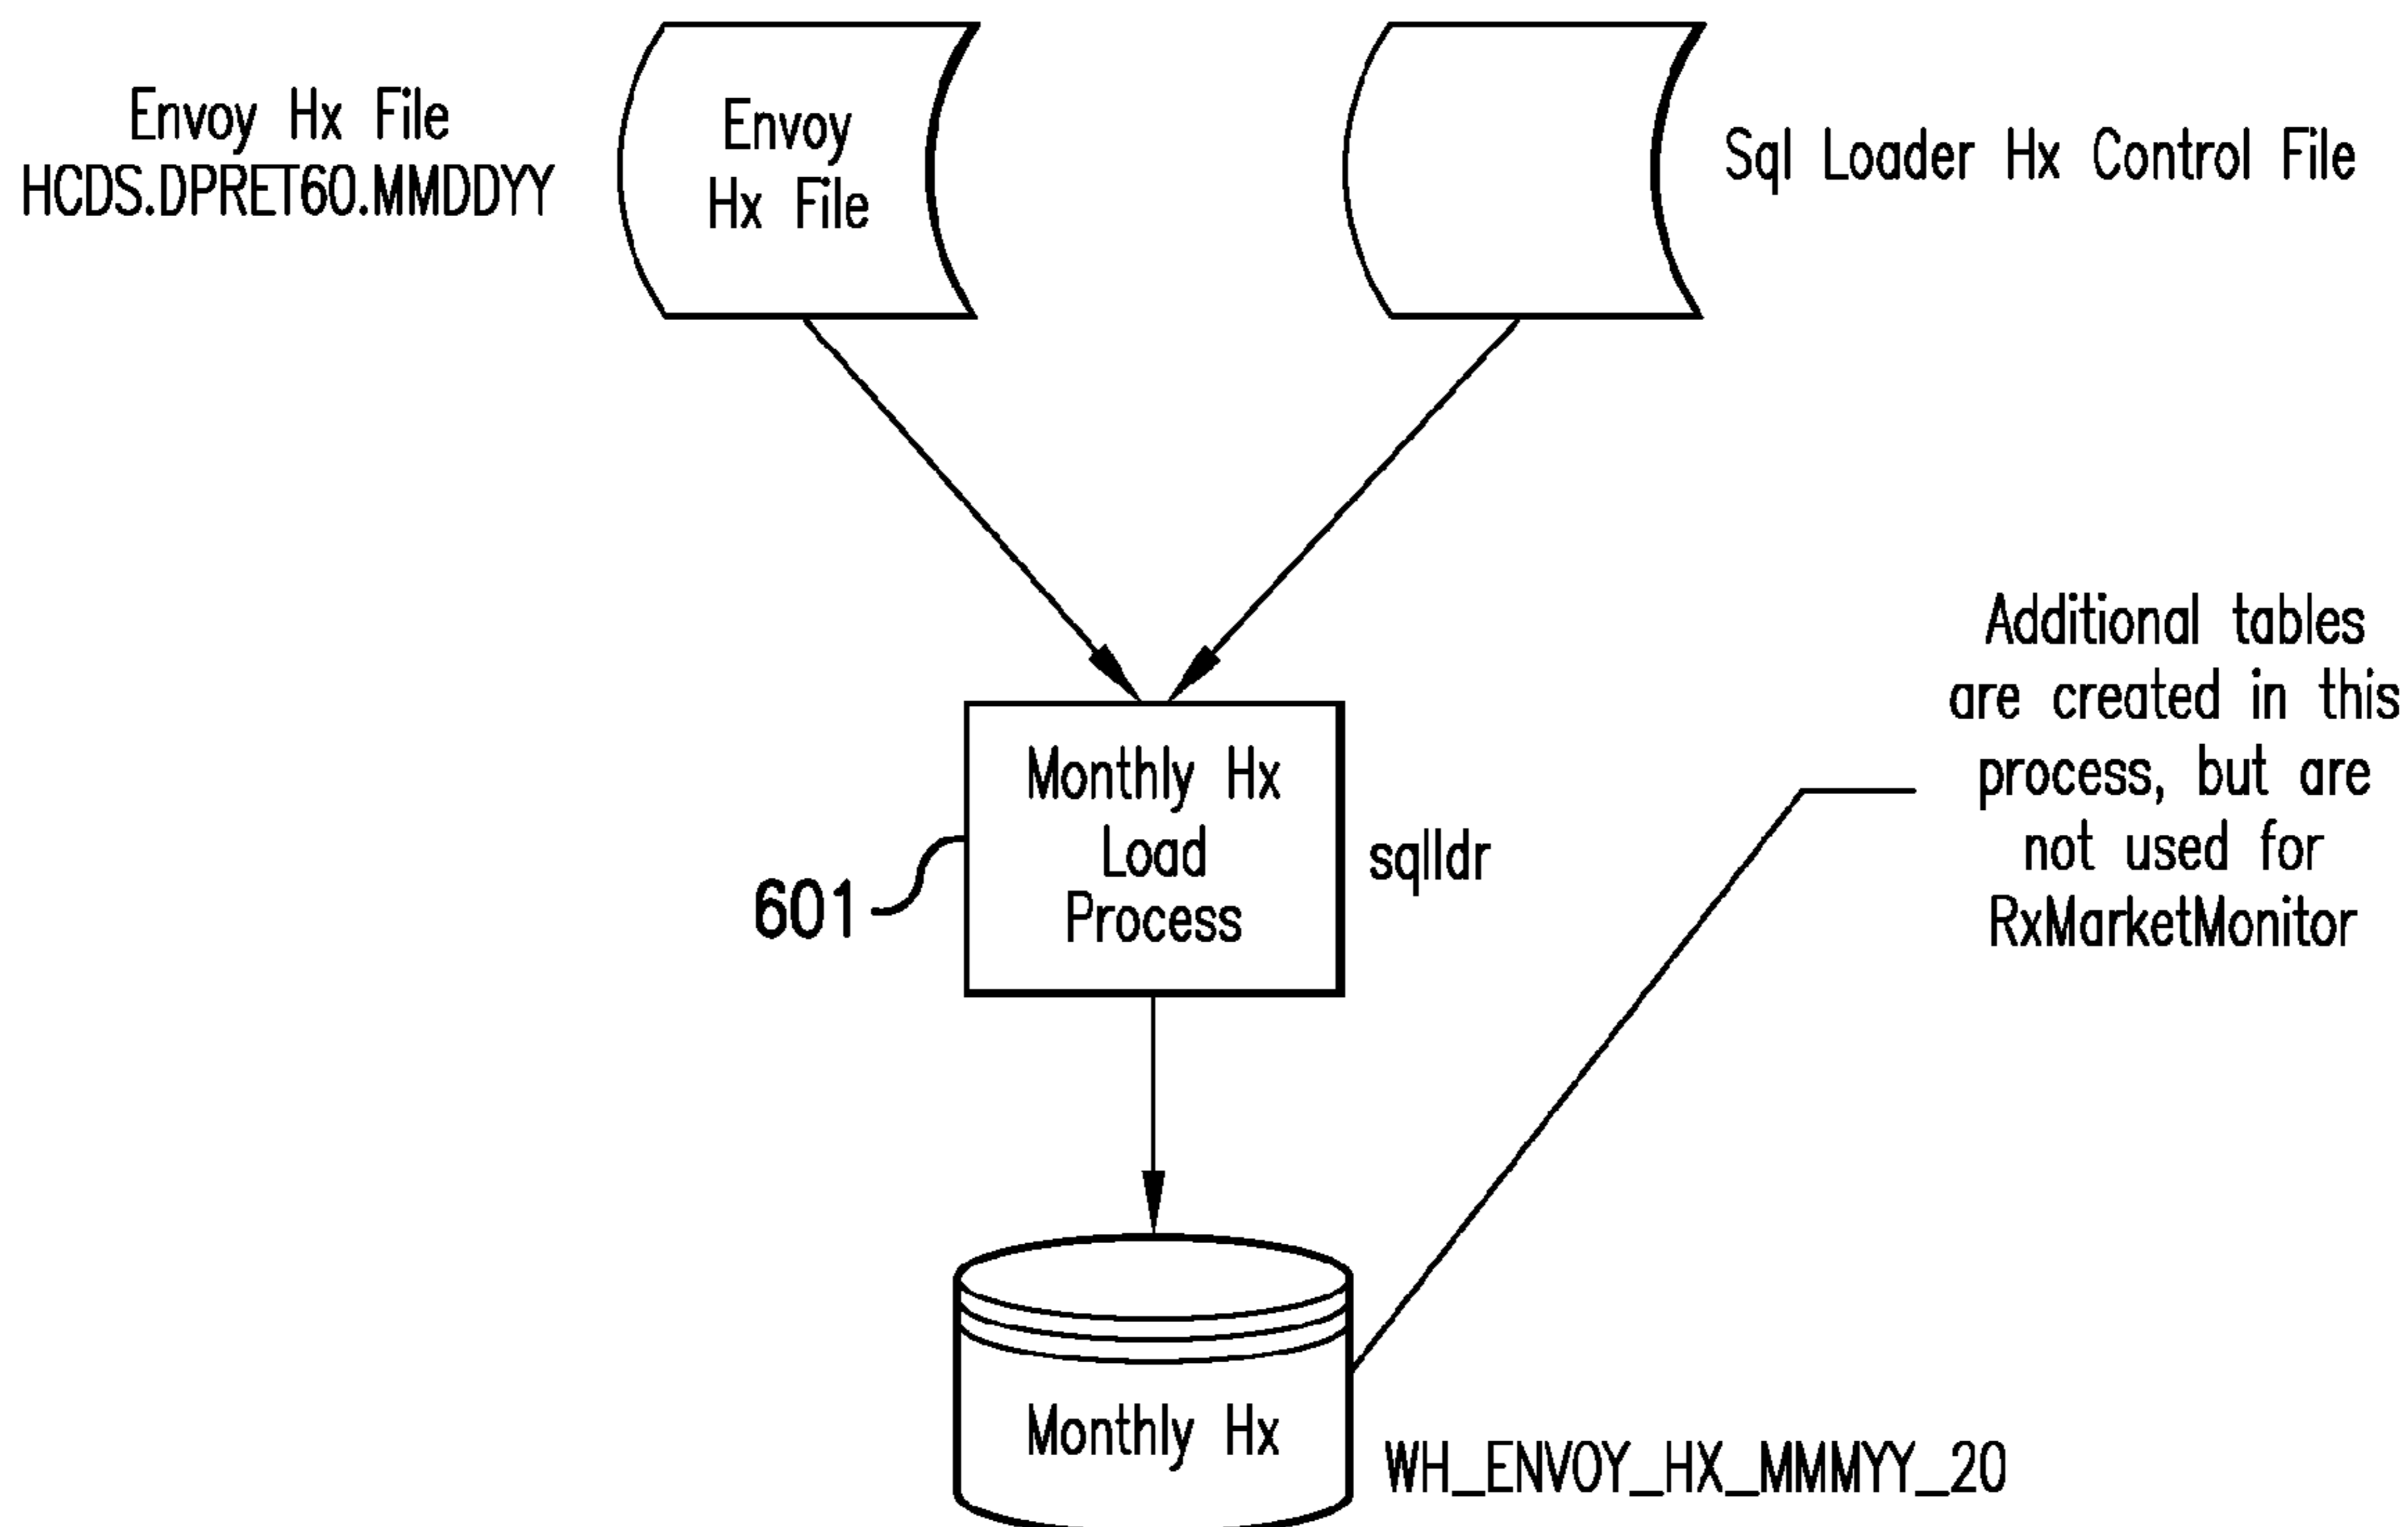 Envoy Hx File
HCDS.DPRET60.MMDDYY
Envoy
Hx File
Sql Loader Hx Control File
Monthly Hx
Load
Process
601
sqlldr
Additional tables
are created in this
process, but are
not used for
RxMarketMonitor
Monthly Hx
WH_ENVOY_HX_MMMYY_20